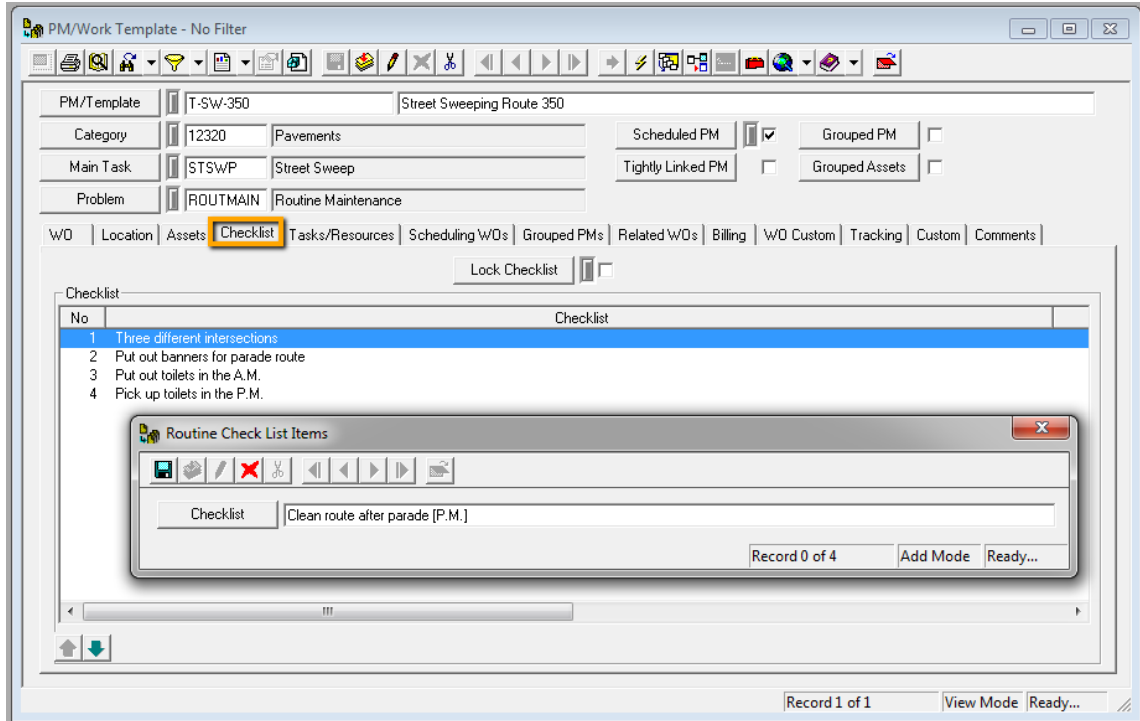 PM/Work Template - No Filter
PM/Template T-SW-350 Street Sweeping Route 350
Category 12320 Pavements Scheduled PM Grouped PM
Main Task STSWP Street Sweep Tightly Linked PM Grouped Assets
Problem ROUTMAIN Routine Maintenance
WO Location Assets Checklist Tasks/Resources Scheduling WOs Grouped PMs Related WOs Billing WO Custom Tracking Custom Comments
Lock Checklist
Checklist
No Checklist
1 Three different intersections
2 Put out banners for parade route
3 Put out toilets in the A.M.
4 Pick up toilets in the P.M.
Routine Check List Items
Checklist Clean route after parade [P.M.]
Record 0 of 4 Add Mode Ready...
Record 1 of 1 View Mode Ready...